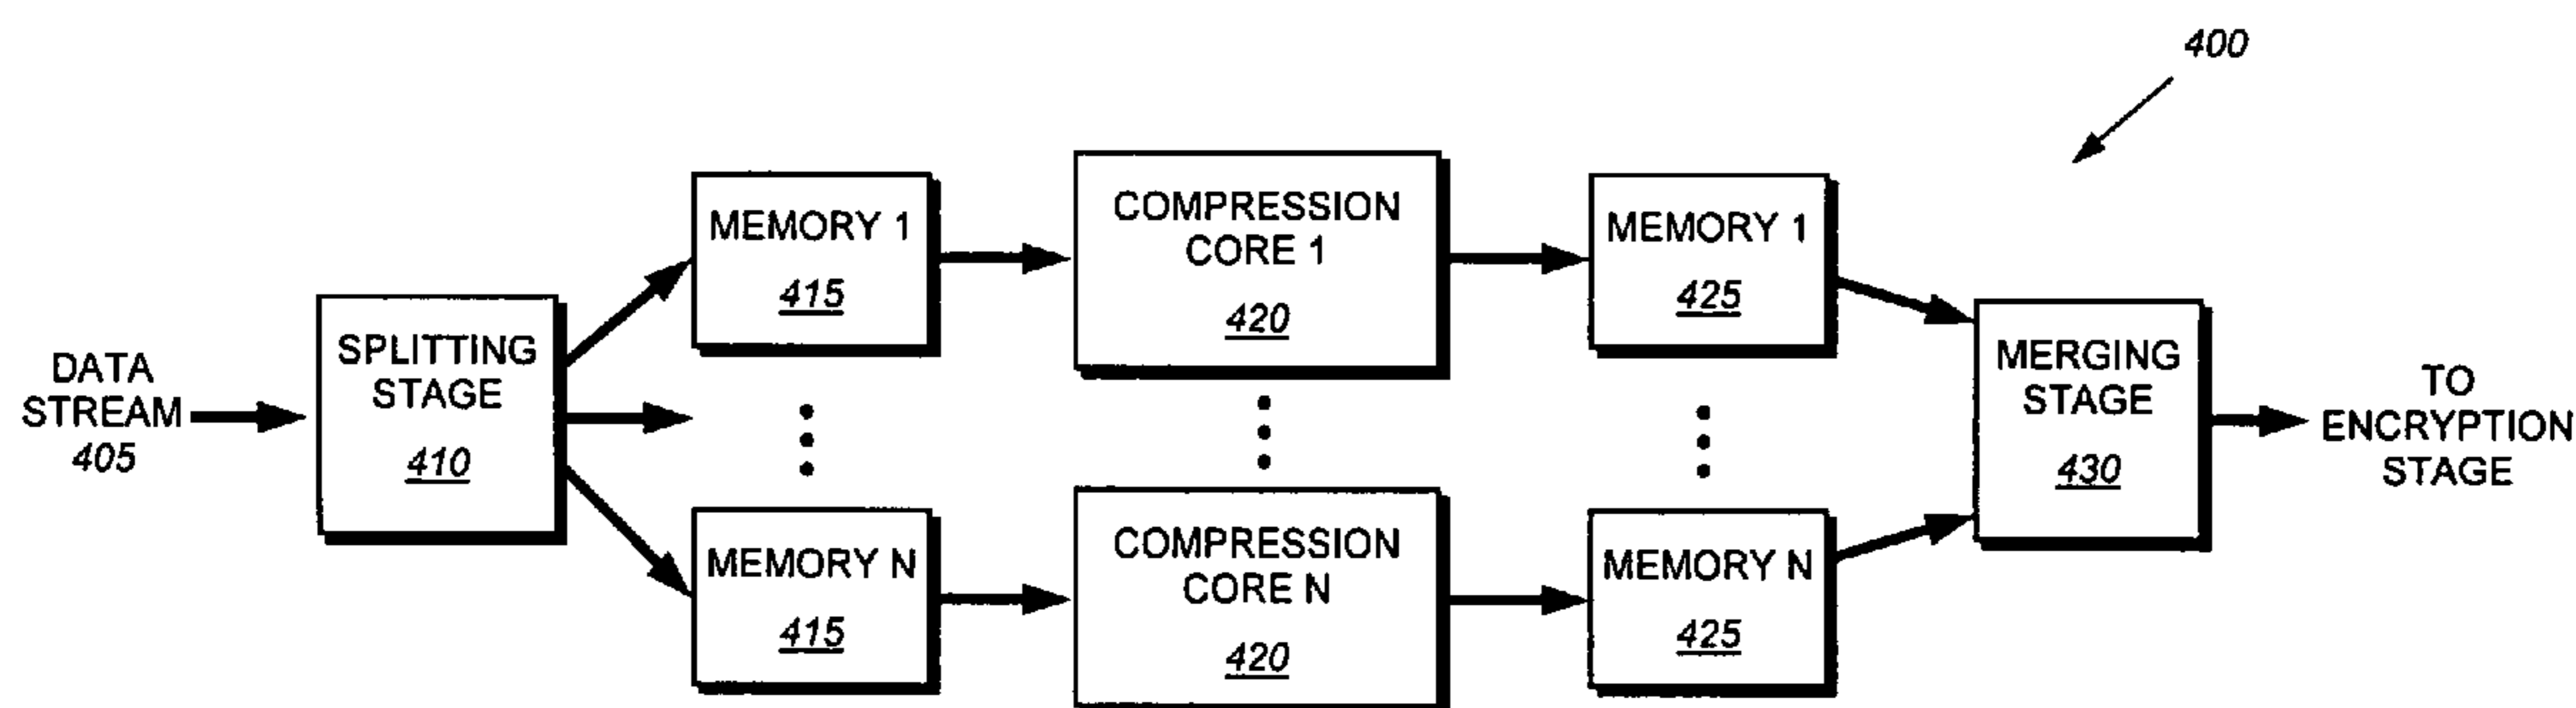 400
DATA
STREAM
405
SPLITTING
STAGE
410
MEMORY 1
415
COMPRESSION
CORE 1
420
MEMORY 1
425
MEMORY N
415
COMPRESSION
CORE N
420
MEMORY N
425
MERGING
STAGE
430
TO
ENCRYPTION
STAGE